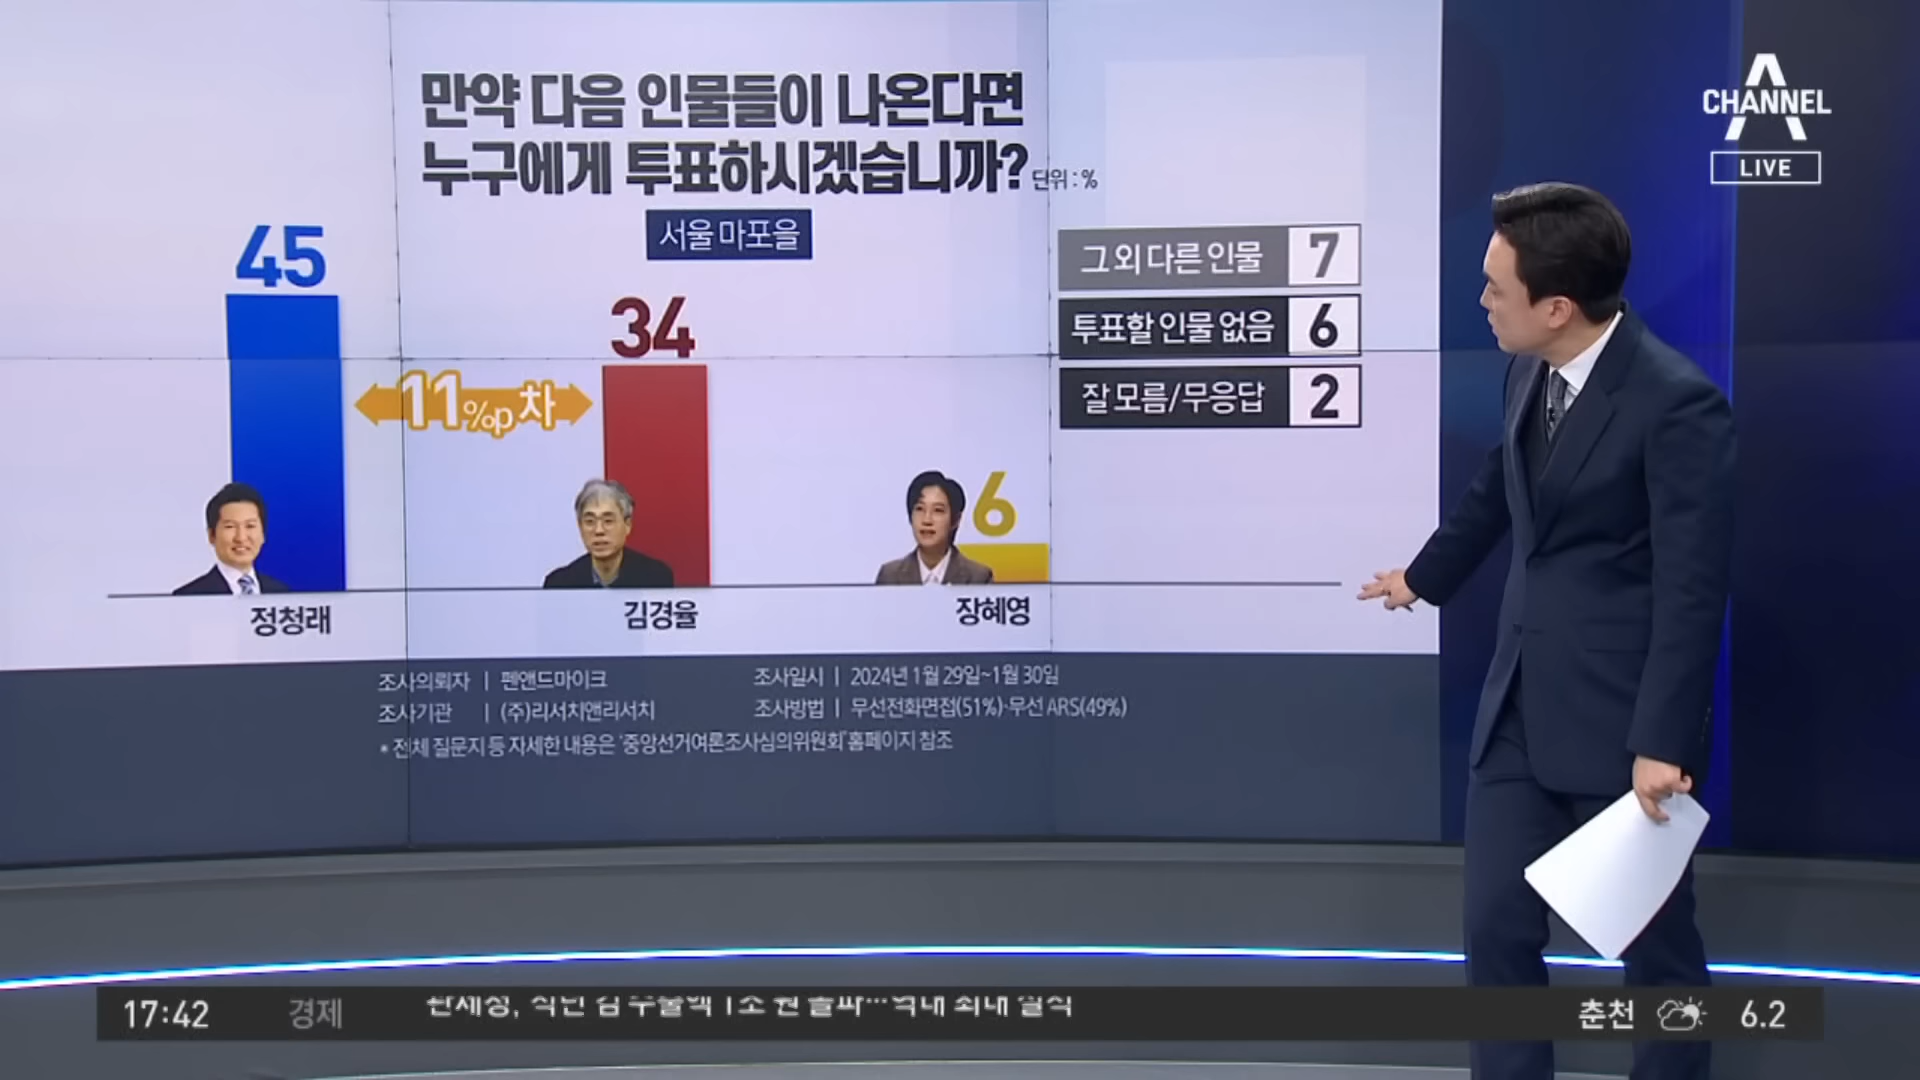 만약 다음 인물들이 나온다면
누구에게 투표하시겠습니까? 단위 : %
서울 마포을
45
34
11%p 차
6
정청래
김경율
장혜영
그 외 다른 인물 7
투표할 인물 없음 6
잘 모름/무응답 2
조사의뢰자 | 펜앤드마이크
조사기관 | (주)리서치앤리서치
조사일시 | 2024년 1월 29일~1월 30일
조사방법 | 무선전화면접(51%)·무선 ARS(49%)
* 전체 질문지 등 자세한 내용은 '중앙선거여론조사심의위원회' 홈페이지 참조
CHANNEL A
LIVE
17:42 경제
춘천 6.2